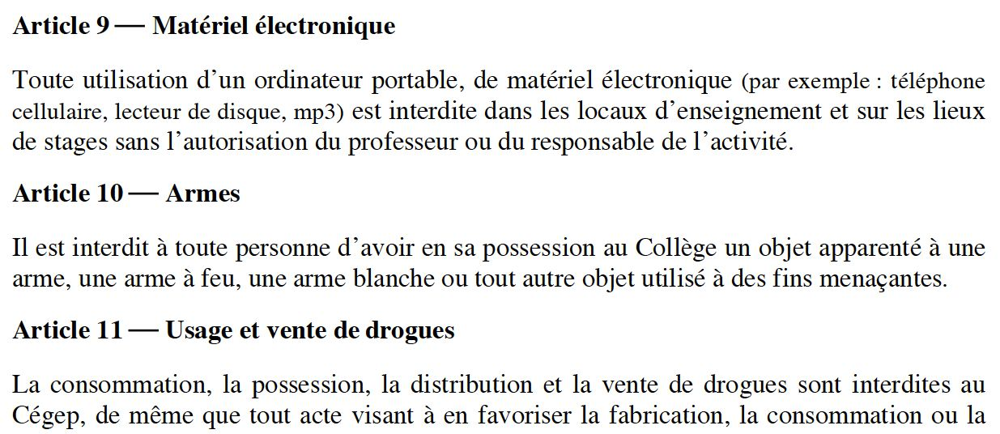 Article 9 — Matériel électronique
Toute utilisation d’un ordinateur portable, de matériel électronique (par exemple : téléphone
cellulaire, lecteur de disque, mp3) est interdite dans les locaux d’enseignement et sur les lieux
de stages sans l’autorisation du professeur ou du responsable de l’activité.
Article 10 — Armes
Il est interdit à toute personne d’avoir en sa possession au Collège un objet apparenté à une
arme, une arme à feu, une arme blanche ou tout autre objet utilisé à des fins menaçantes.
Article 11 — Usage et vente de drogues
La consommation, la possession, la distribution et la vente de drogues sont interdites au
Cégep, de même que tout acte visant à en favoriser la fabrication, la consommation ou la